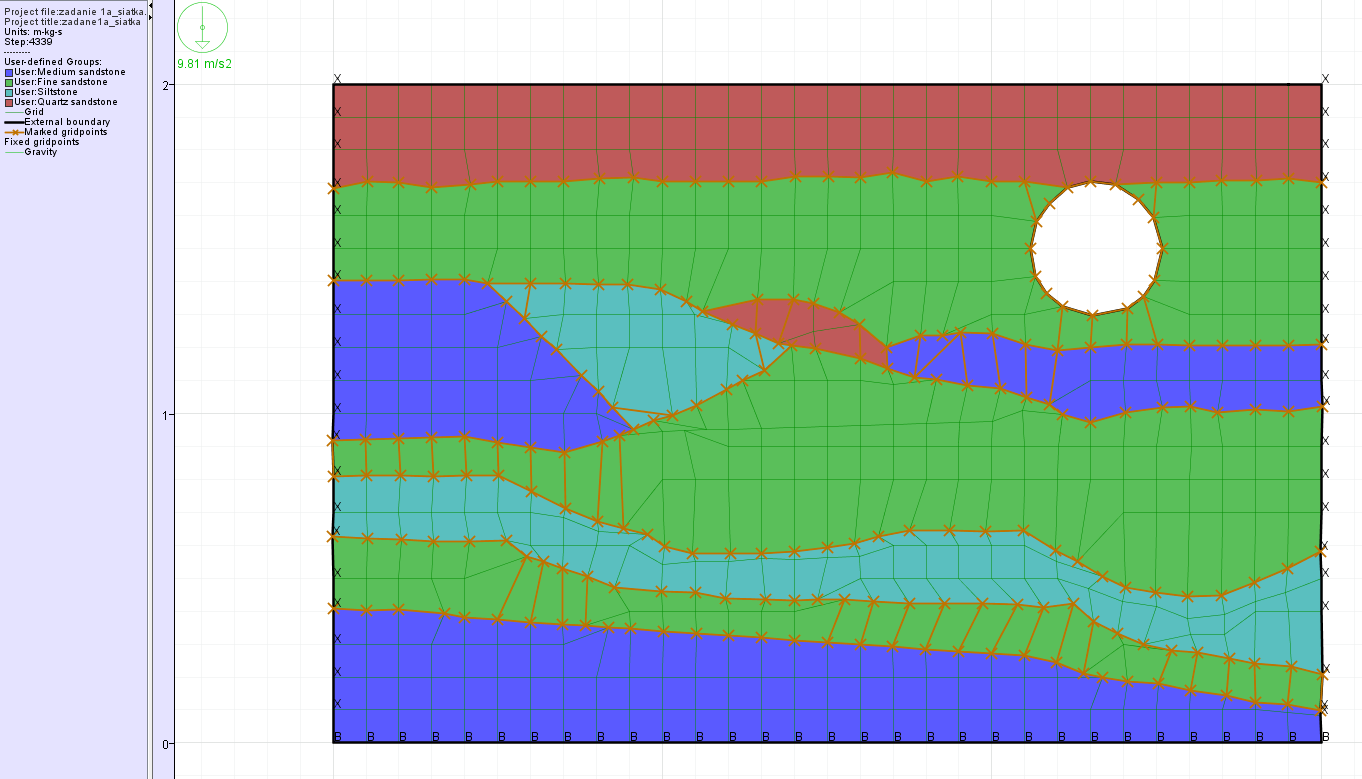 Project file:zadanie 1a_siatka.
Project title:zadane1a_siatka
Units: m-kg-s
Step:4339
---------
User-defined Groups:
User:Medium sandstone
User:Fine sandstone
User:Siltstone
User:Quartz sandstone
Grid
External boundary
Marked gridpoints
Fixed gridpoints
Gravity
9.81 m/s2
2
X X
X X
X X
X X
X X
X X
X X
X X
X X
X X
1
X X
X X
X X
X X
X X
X X
X X
X X
X X
X X
0
B B B B B B B B B B B B B B B B B B B B B B B B B B B B B B B